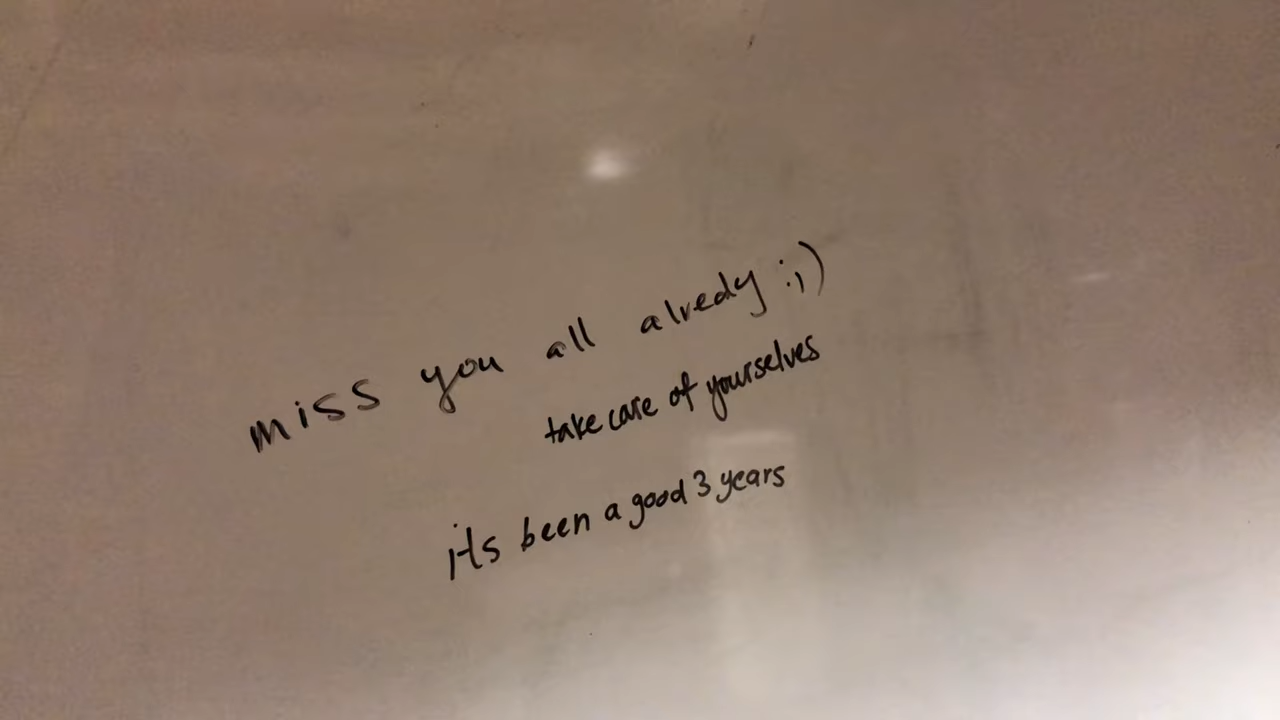 miss you all alredy :,)
take care of yourselves
its been a good 3 years